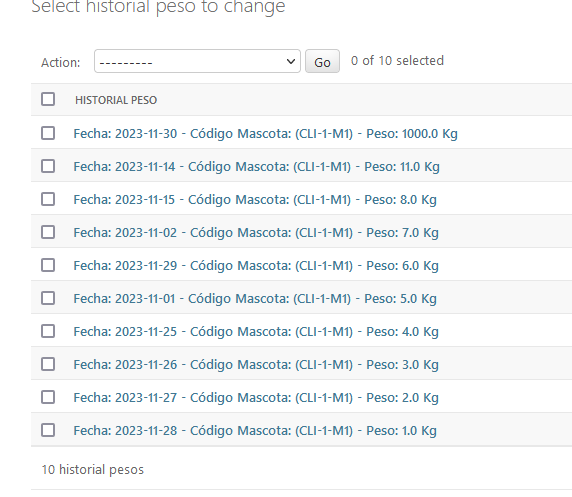 Select historial peso to change
Action: --------- Go 0 of 10 selected
HISTORIAL PESO
Fecha: 2023-11-30 - Código Mascota: (CLI-1-M1) - Peso: 1000.0 Kg
Fecha: 2023-11-14 - Código Mascota: (CLI-1-M1) - Peso: 11.0 Kg
Fecha: 2023-11-15 - Código Mascota: (CLI-1-M1) - Peso: 8.0 Kg
Fecha: 2023-11-02 - Código Mascota: (CLI-1-M1) - Peso: 7.0 Kg
Fecha: 2023-11-29 - Código Mascota: (CLI-1-M1) - Peso: 6.0 Kg
Fecha: 2023-11-01 - Código Mascota: (CLI-1-M1) - Peso: 5.0 Kg
Fecha: 2023-11-25 - Código Mascota: (CLI-1-M1) - Peso: 4.0 Kg
Fecha: 2023-11-26 - Código Mascota: (CLI-1-M1) - Peso: 3.0 Kg
Fecha: 2023-11-27 - Código Mascota: (CLI-1-M1) - Peso: 2.0 Kg
Fecha: 2023-11-28 - Código Mascota: (CLI-1-M1) - Peso: 1.0 Kg
10 historial pesos